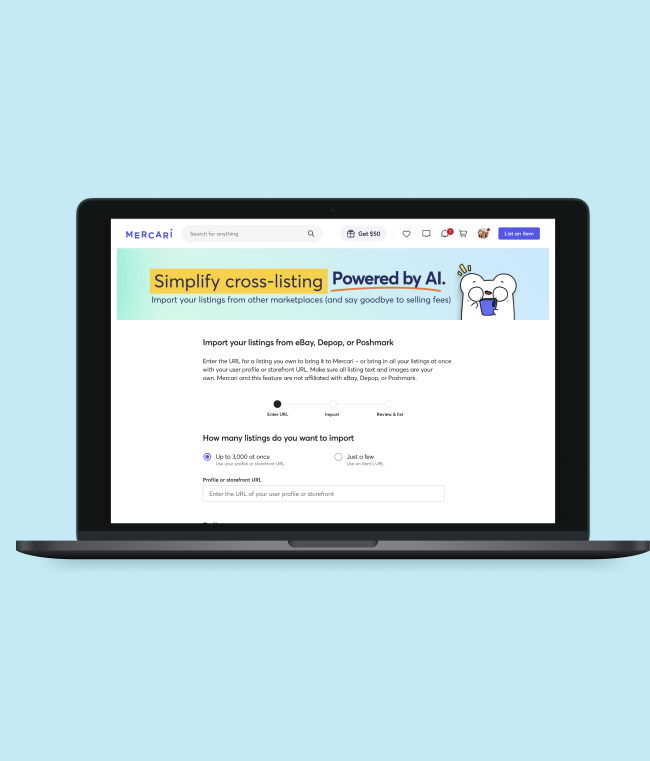 MERCARI
Search for anything
Get $50
1
List an item
Simplify cross-listing Powered by AI.
Import your listings from other marketplaces (and say goodbye to selling fees)
Import your listings from eBay, Depop, or Poshmark
Enter the URL for a listing you own to bring it to Mercari – or bring in all your listings at once
with your user profile or storefront URL. Make sure all listing text and images are your
own. Mercari and this feature are not affiliated with eBay, Depop, or Poshmark.
Enter URL
Import
Review & list
How many listings do you want to import
Up to 3,000 at once
Just a few
Use your profile or storefront URL.
Use an item's URL
Profile or storefront URL
Enter the URL of your user profile or storefront